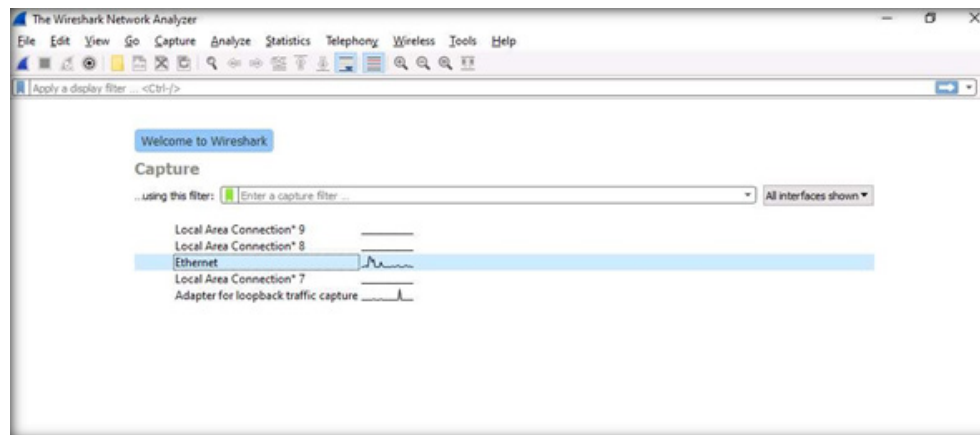 The Wireshark Network Analyzer
File Edit View Go Capture Analyze Statistics Telephony Wireless Tools Help
Apply a display filter ... <Ctrl-/>
Welcome to Wireshark
Capture
...using this filter: Enter a capture filter ... All interfaces shown
Local Area Connection* 9
Local Area Connection* 8
Ethernet
Local Area Connection* 7
Adapter for loopback traffic capture